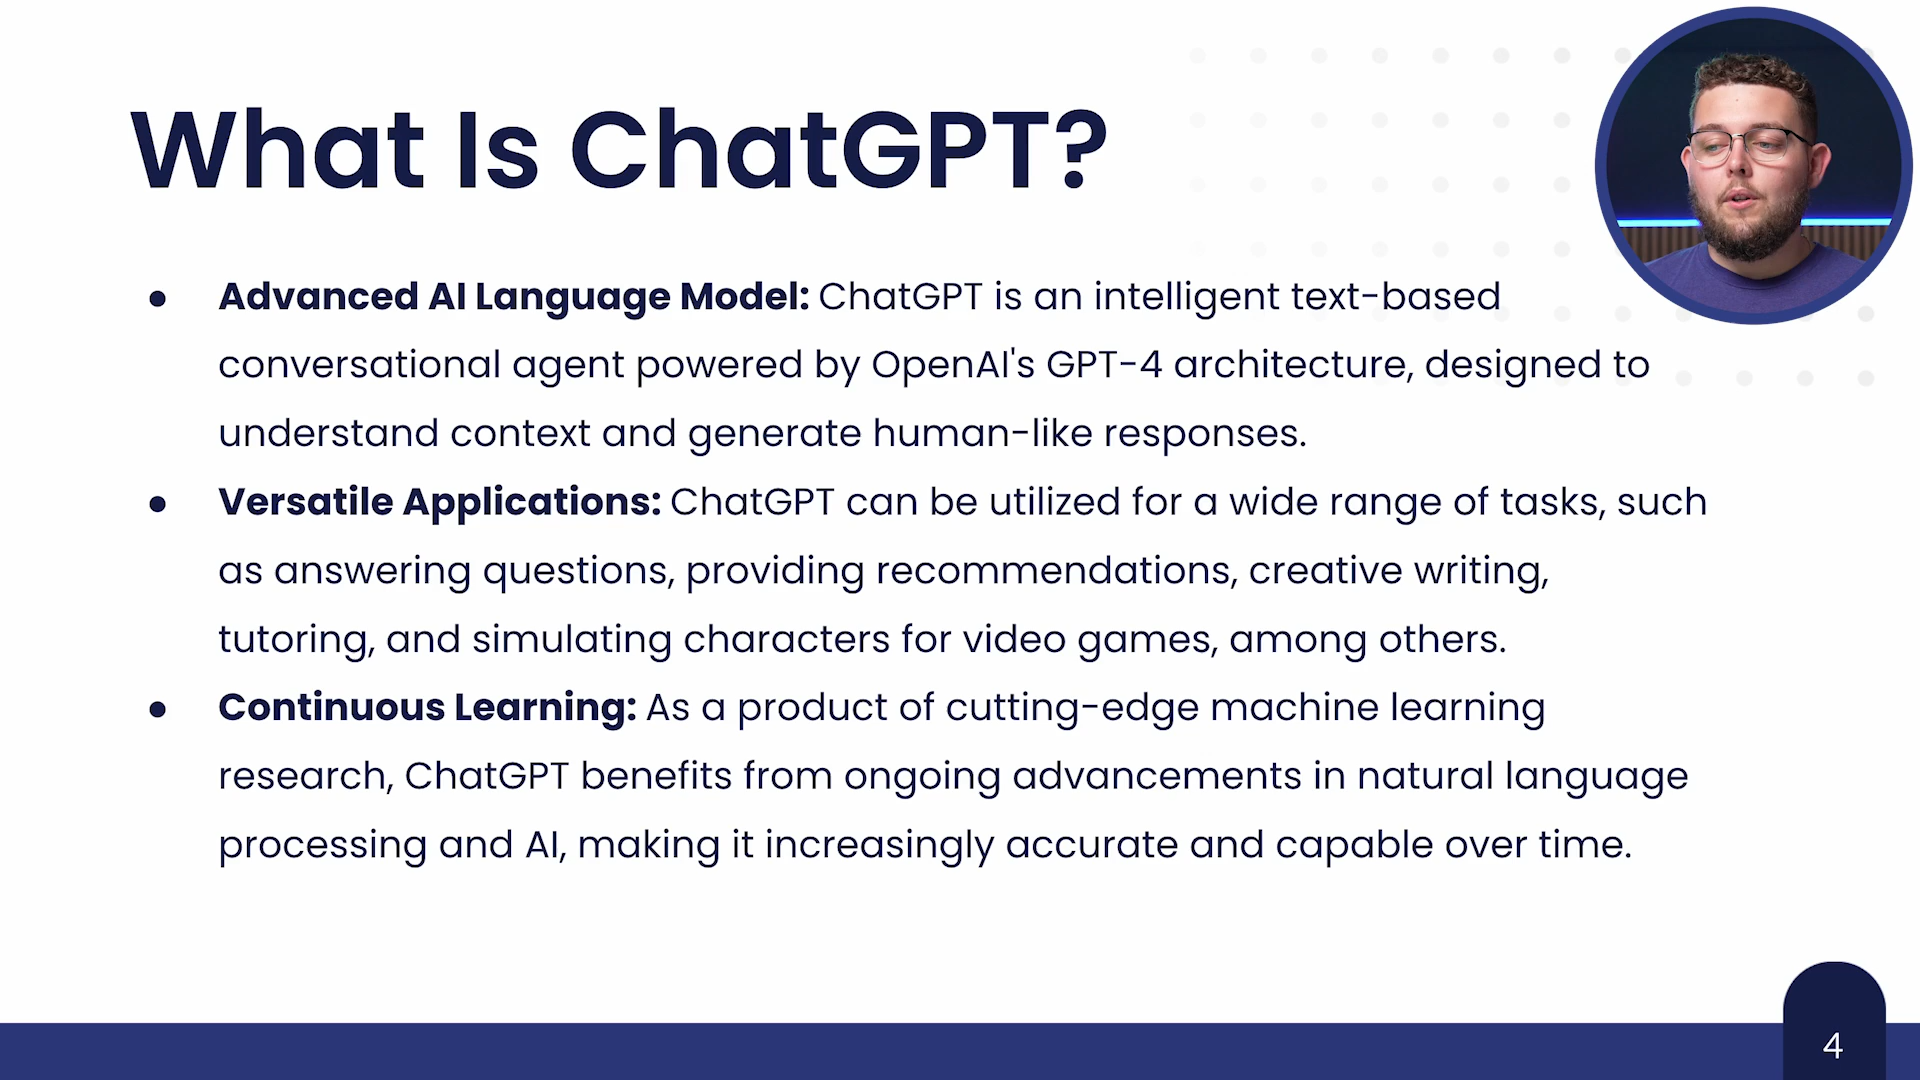 What Is ChatGPT?
● Advanced AI Language Model: ChatGPT is an intelligent text-based
conversational agent powered by OpenAI's GPT-4 architecture, designed to
understand context and generate human-like responses.
● Versatile Applications: ChatGPT can be utilized for a wide range of tasks, such
as answering questions, providing recommendations, creative writing,
tutoring, and simulating characters for video games, among others.
● Continuous Learning: As a product of cutting-edge machine learning
research, ChatGPT benefits from ongoing advancements in natural language
processing and AI, making it increasingly accurate and capable over time.
4